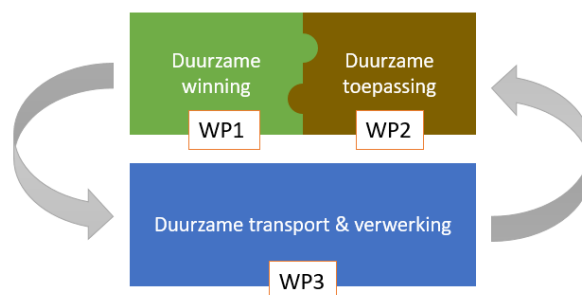 Duurzame
winning
WP1
Duurzame
toepassing
WP2
Duurzame transport & verwerking
WP3